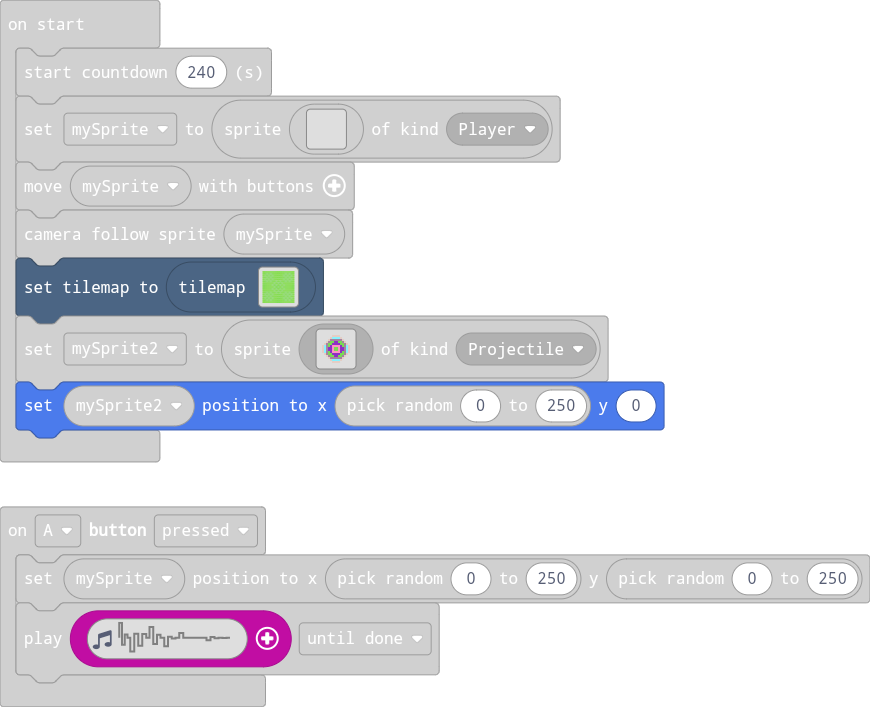 on start
start countdown 240 (s)
set mySprite to sprite of kind Player
move mySprite with buttons
camera follow sprite mySprite
set tilemap to tilemap
set mySprite2 to sprite of kind Projectile
set mySprite2 position to x pick random 0 to 250 y 0
on A button pressed
set mySprite position to x pick random 0 to 250 y pick random 0 to 250
play until done